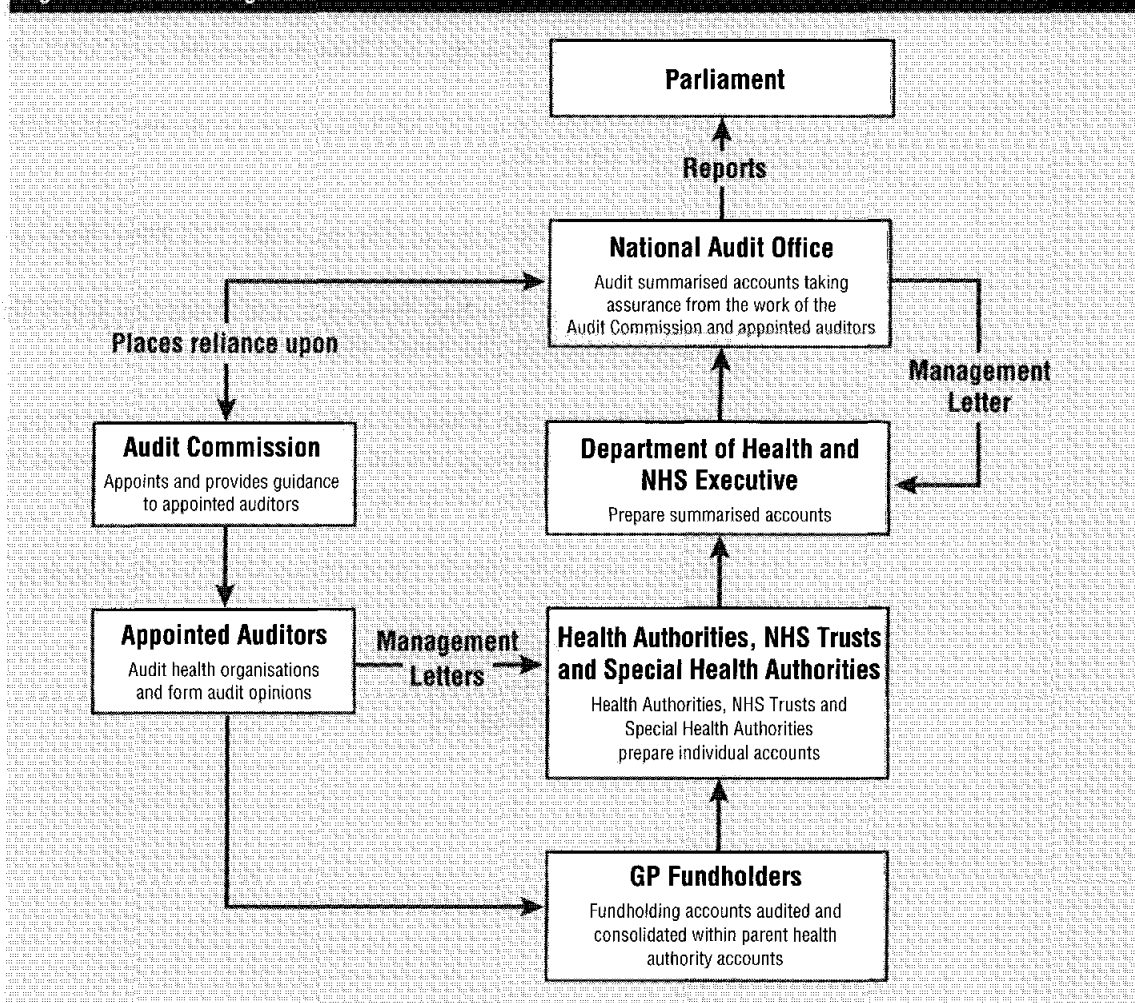 Parliament
Reports
National Audit Office
Audit summarised accounts taking
assurance from the work of the
Audit Commission and appointed auditors
Places reliance upon
Management
Letter
Audit Commission
Appoints and provides guidance
to appointed auditors
Department of Health and
NHS Executive
Prepare summarised accounts
Appointed Auditors
Audit health organisations
and form audit opinions
Management
Letters
Health Authorities, NHS Trusts
and Special Health Authorities
Health Authorities, NHS Trusts and
Special Health Authorities
prepare individual accounts
GP Fundholders
Fundholding accounts audited and
consolidated within parent health
authority accounts